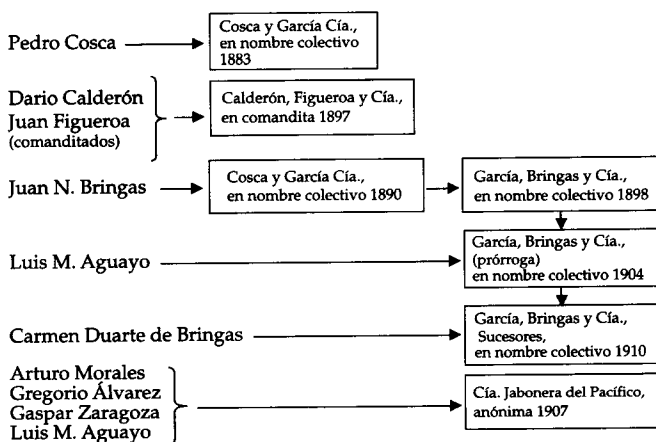 Pedro Cosca
Cosca y García Cía.,
en nombre colectivo
1883
Dario Calderón
Juan Figueroa
(comanditados)
Calderón, Figueroa y Cía.,
en comandita 1897
Juan N. Bringas
Cosca y García Cía.,
en nombre colectivo 1890
García, Bringas y Cía.,
en nombre colectivo 1898
Luis M. Aguayo
García, Bringas y Cía.,
(prórroga)
en nombre colectivo 1904
Carmen Duarte de Bringas
García, Bringas y Cía.,
Sucesores,
en nombre colectivo 1910
Arturo Morales
Gregorio Álvarez
Gaspar Zaragoza
Luis M. Aguayo
Cía. Jabonera del Pacífico,
anónima 1907